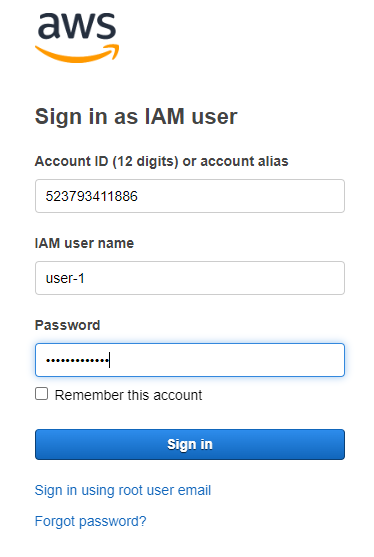 aws
Sign in as IAM user
Account ID (12 digits) or account alias
523793411886
IAM user name
user-1
Password
•••••••••••••
Remember this account
Sign in
Sign in using root user email
Forgot password?